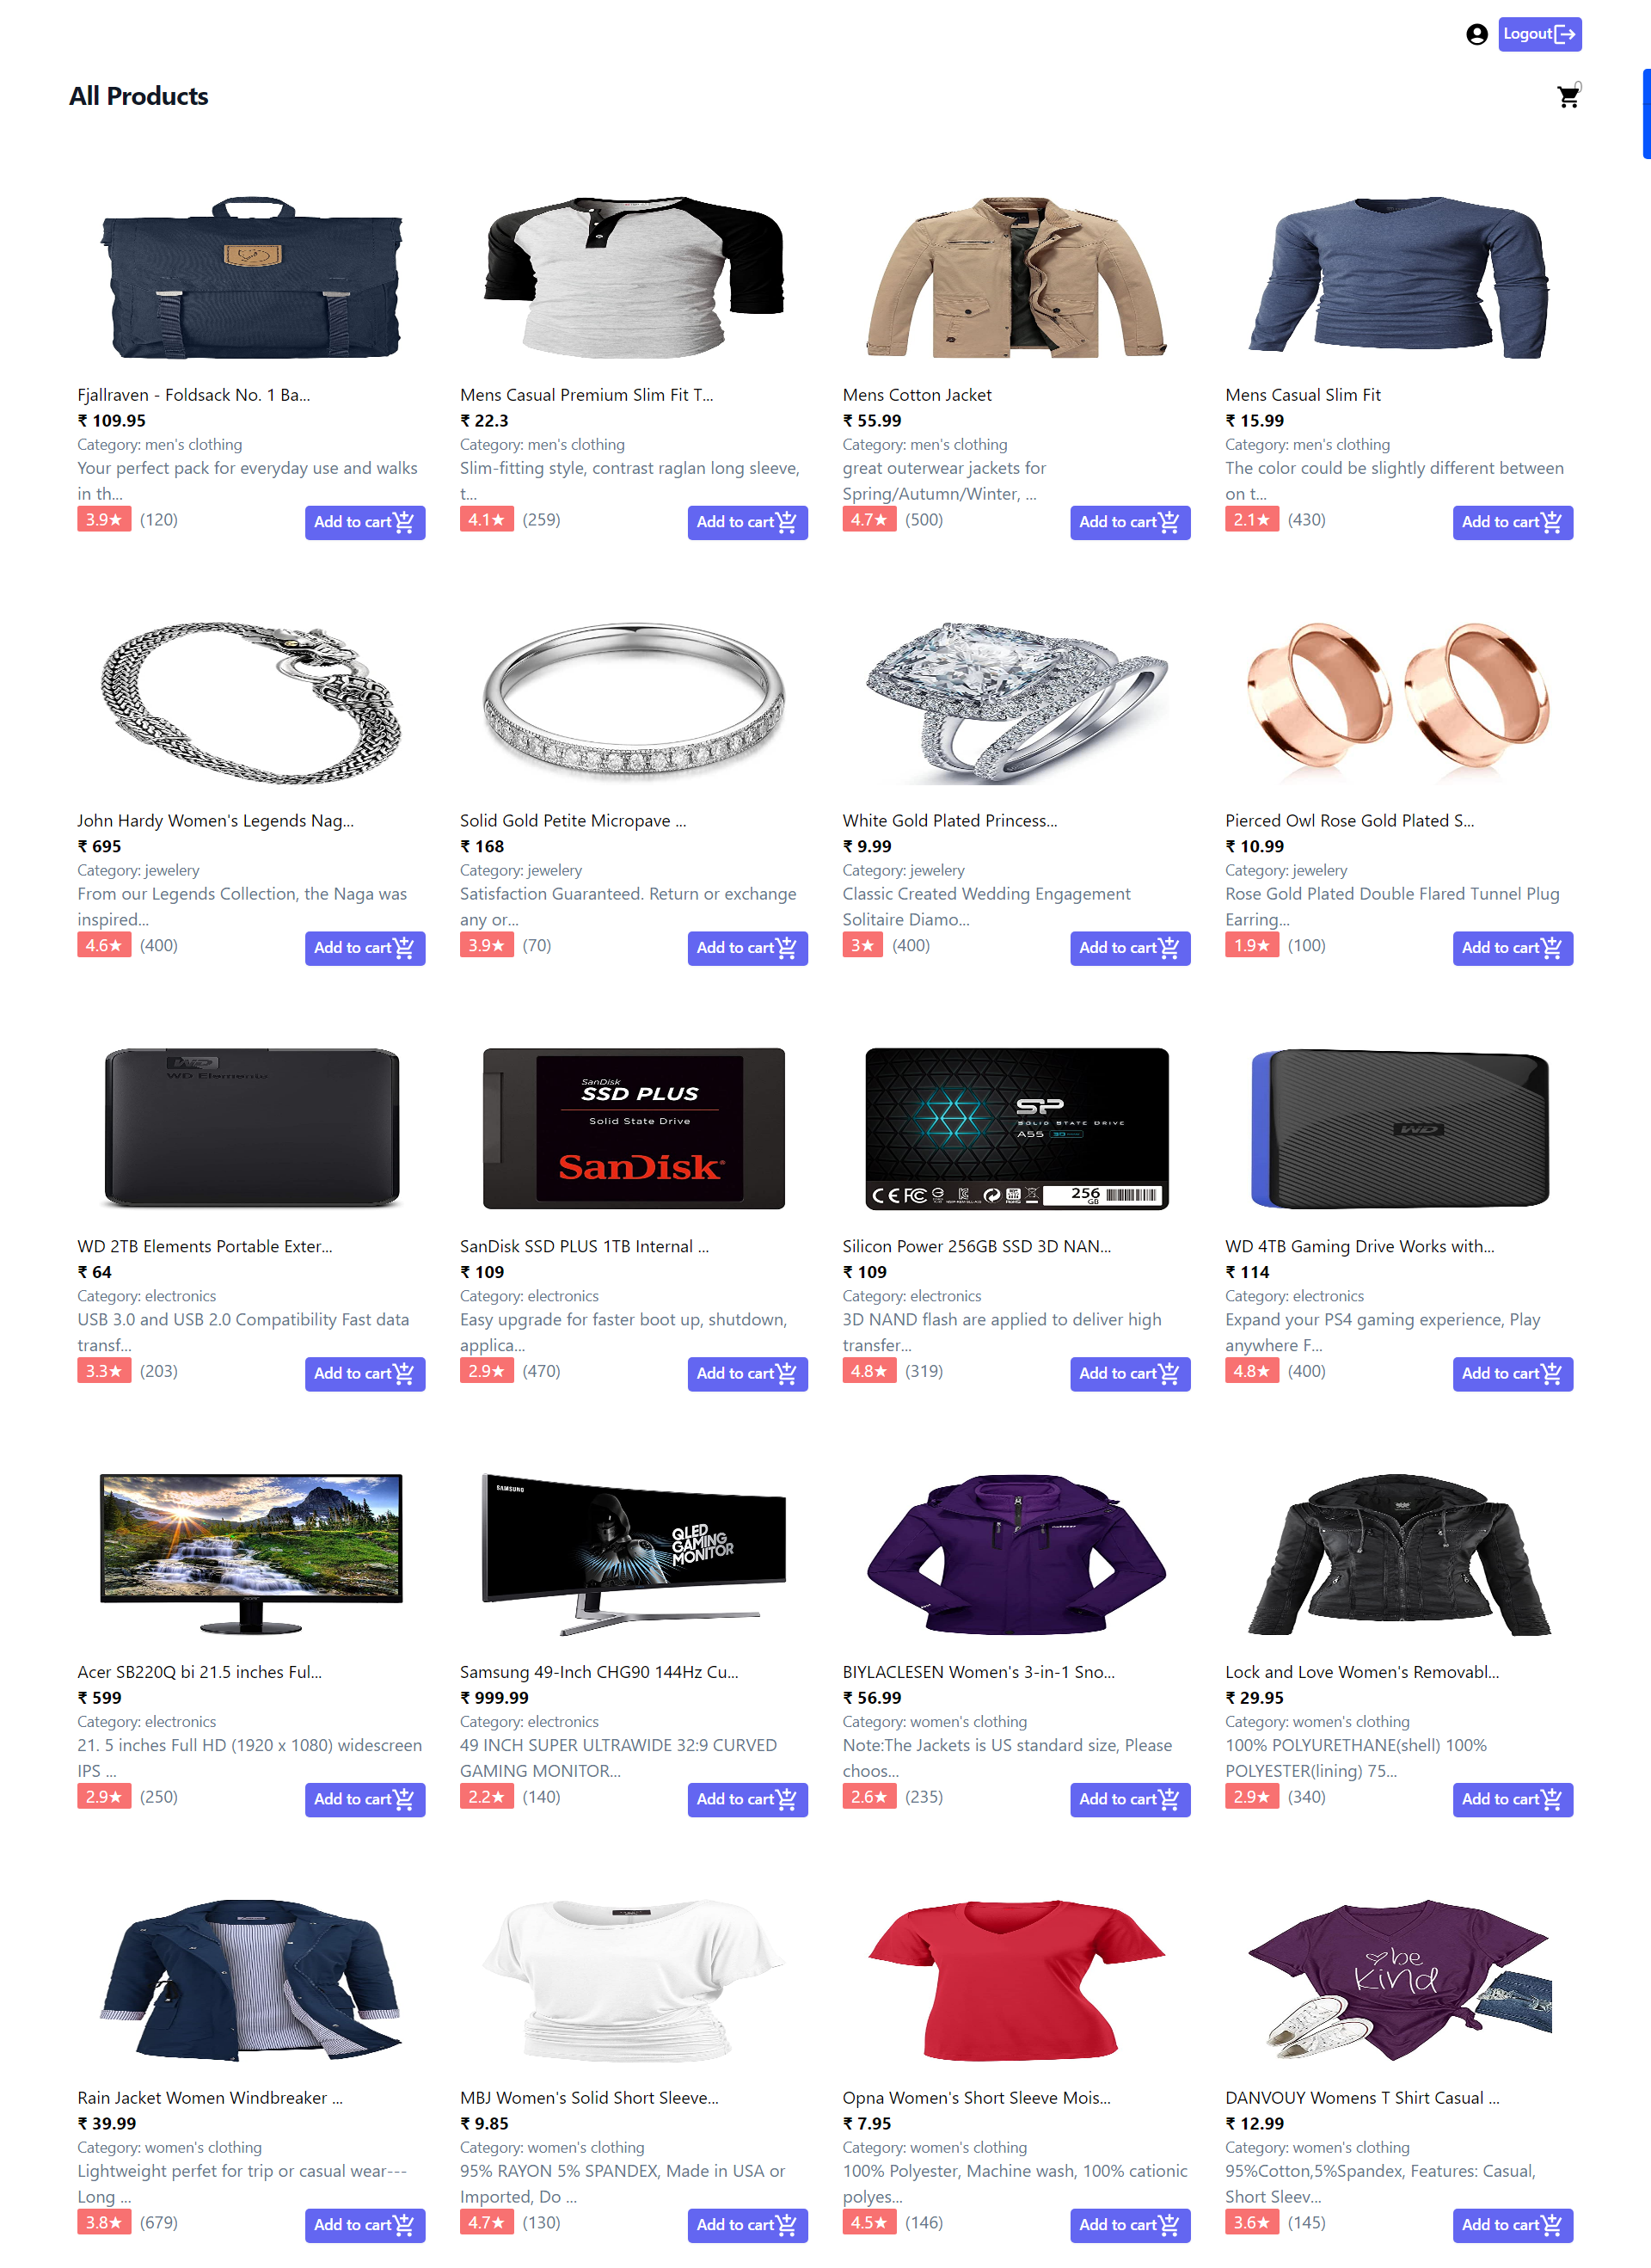 Logout
All Products
0
Fjallraven - Foldsack No. 1 Ba...
₹ 109.95
Category: men's clothing
Your perfect pack for everyday use and walks
in th...
3.9★ (120) Add to cart
Mens Casual Premium Slim Fit T...
₹ 22.3
Category: men's clothing
Slim-fitting style, contrast raglan long sleeve,
t...
4.1★ (259) Add to cart
Mens Cotton Jacket
₹ 55.99
Category: men's clothing
great outerwear jackets for
Spring/Autumn/Winter, ...
4.7★ (500) Add to cart
Mens Casual Slim Fit
₹ 15.99
Category: men's clothing
The color could be slightly different between
on t...
2.1★ (430) Add to cart
John Hardy Women's Legends Nag...
₹ 695
Category: jewelery
From our Legends Collection, the Naga was
inspired...
4.6★ (400) Add to cart
Solid Gold Petite Micropave ...
₹ 168
Category: jewelery
Satisfaction Guaranteed. Return or exchange
any or...
3.9★ (70) Add to cart
White Gold Plated Princess...
₹ 9.99
Category: jewelery
Classic Created Wedding Engagement
Solitaire Diamo...
3★ (400) Add to cart
Pierced Owl Rose Gold Plated S...
₹ 10.99
Category: jewelery
Rose Gold Plated Double Flared Tunnel Plug
Earring...
1.9★ (100) Add to cart
WD
WD Elements
WD 2TB Elements Portable Exter...
₹ 64
Category: electronics
USB 3.0 and USB 2.0 Compatibility Fast data
transf...
3.3★ (203) Add to cart
SanDisk
SSD PLUS
Solid State Drive
SanDisk
SanDisk SSD PLUS 1TB Internal ...
₹ 109
Category: electronics
Easy upgrade for faster boot up, shutdown,
applica...
2.9★ (470) Add to cart
SP
SOLID STATE DRIVE
A55
256
GB
Silicon Power 256GB SSD 3D NAN...
₹ 109
Category: electronics
3D NAND flash are applied to deliver high
transfer...
4.8★ (319) Add to cart
WD
WD 4TB Gaming Drive Works with...
₹ 114
Category: electronics
Expand your PS4 gaming experience, Play
anywhere F...
4.8★ (400) Add to cart
acer
Acer SB220Q bi 21.5 inches Ful...
₹ 599
Category: electronics
21. 5 inches Full HD (1920 x 1080) widescreen
IPS ...
2.9★ (250) Add to cart
SAMSUNG
QLED
GAMING
MONITOR
Samsung 49-Inch CHG90 144Hz Cu...
₹ 999.99
Category: electronics
49 INCH SUPER ULTRAWIDE 32:9 CURVED
GAMING MONITOR...
2.2★ (140) Add to cart
BIYLACLESEN Women's 3-in-1 Sno...
₹ 56.99
Category: women's clothing
Note:The Jackets is US standard size, Please
choos...
2.6★ (235) Add to cart
Lock and Love Women's Removabl...
₹ 29.95
Category: women's clothing
100% POLYURETHANE(shell) 100%
POLYESTER(lining) 75...
2.9★ (340) Add to cart
Rain Jacket Women Windbreaker ...
₹ 39.99
Category: women's clothing
Lightweight perfet for trip or casual wear---
Long ...
3.8★ (679) Add to cart
MBJ Women's Solid Short Sleeve...
₹ 9.85
Category: women's clothing
95% RAYON 5% SPANDEX, Made in USA or
Imported, Do ...
4.7★ (130) Add to cart
Opna Women's Short Sleeve Mois...
₹ 7.95
Category: women's clothing
100% Polyester, Machine wash, 100% cationic
polyes...
4.5★ (146) Add to cart
be
kind
DANVOUY Womens T Shirt Casual ...
₹ 12.99
Category: women's clothing
95%Cotton,5%Spandex, Features: Casual,
Short Sleev...
3.6★ (145) Add to cart